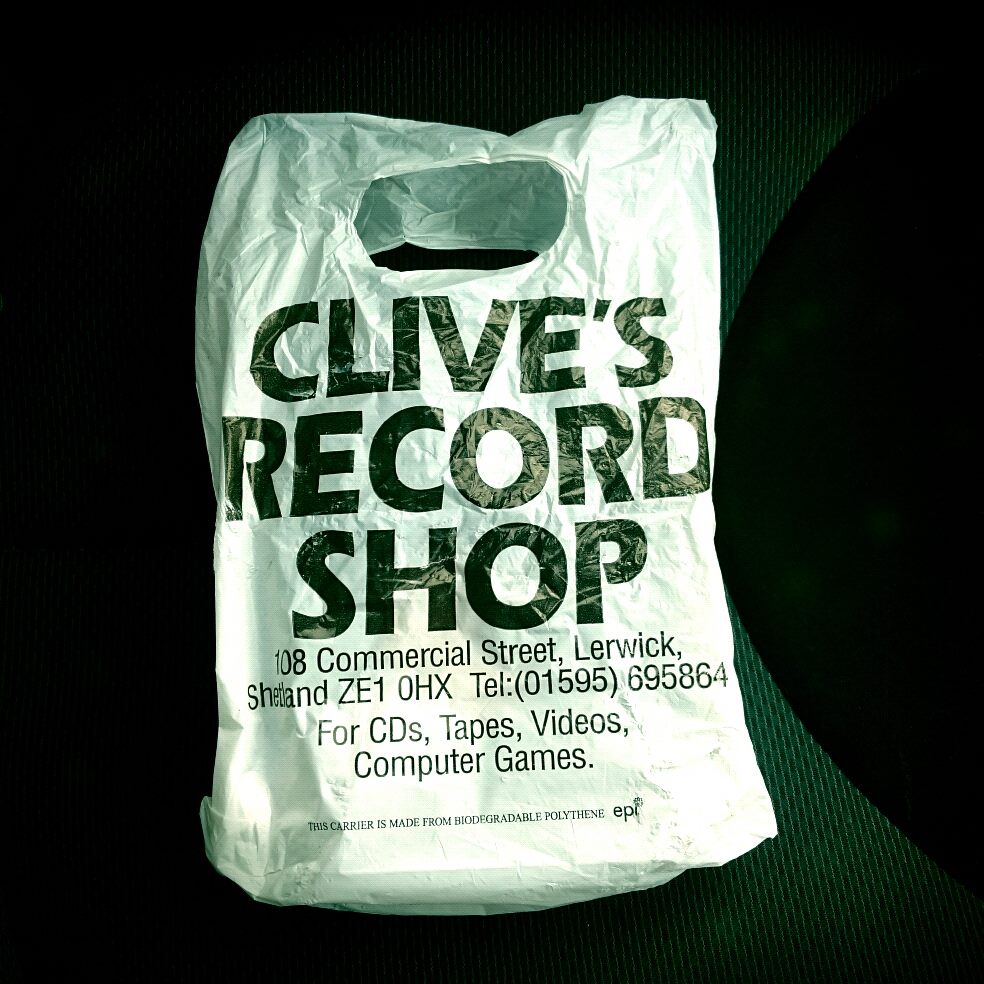 CLIVE'S
RECORD
SHOP
108 Commercial Street, Lerwick,
Shetland ZE1 0HX Tel:(01595) 695864
For CDs, Tapes, Videos,
Computer Games.
THIS CARRIER IS MADE FROM BIODEGRADABLE POLYTHENE epi